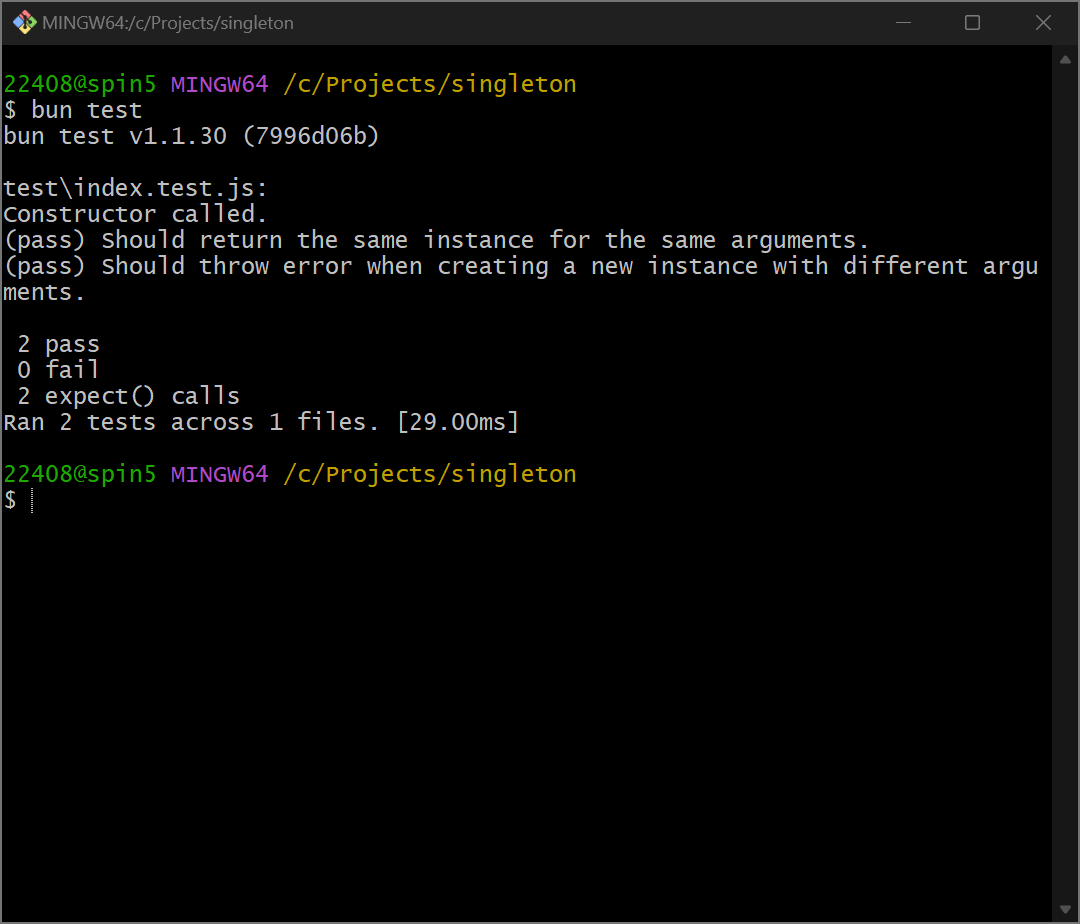 MINGW64:/c/Projects/singleton
22408@spin5 MINGW64 /c/Projects/singleton
$ bun test
bun test v1.1.30 (7996d06b)
test\index.test.js:
Constructor called.
(pass) Should return the same instance for the same arguments.
(pass) Should throw error when creating a new instance with different argu
ments.
2 pass
0 fail
2 expect() calls
Ran 2 tests across 1 files. [29.00ms]
22408@spin5 MINGW64 /c/Projects/singleton
$